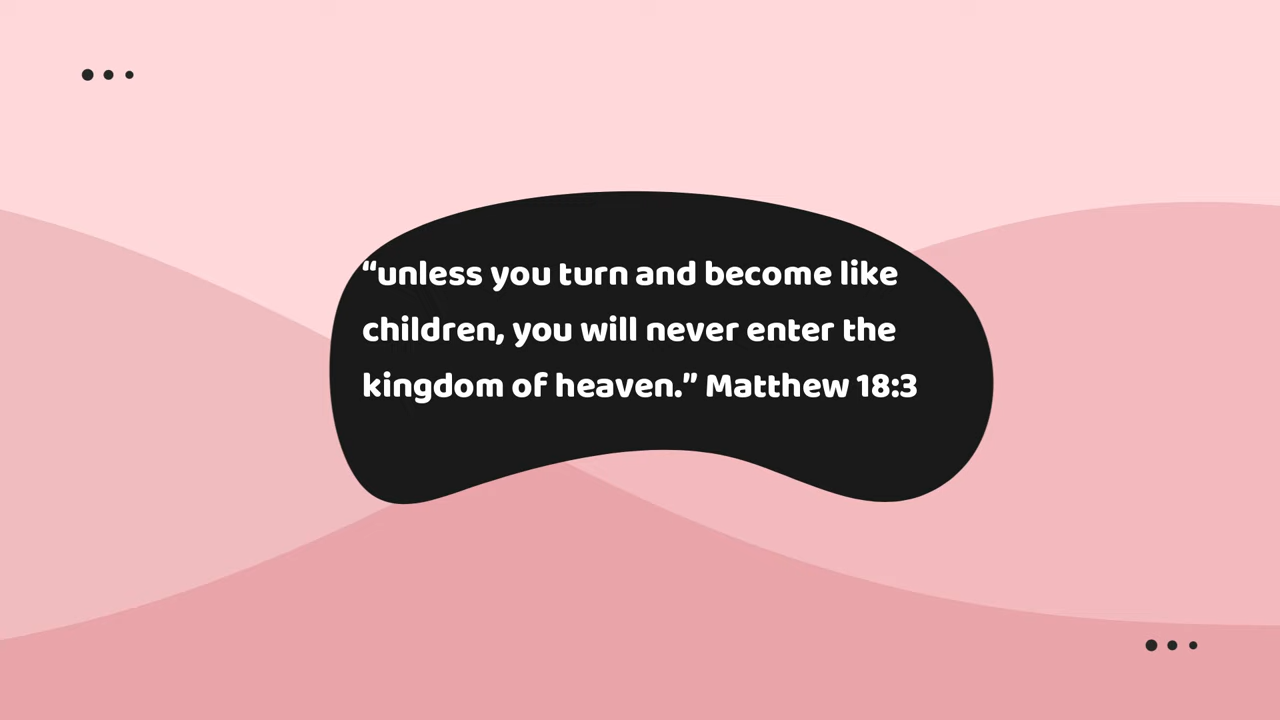 “unless you turn and become like
children, you will never enter the
kingdom of heaven.” Matthew 18:3